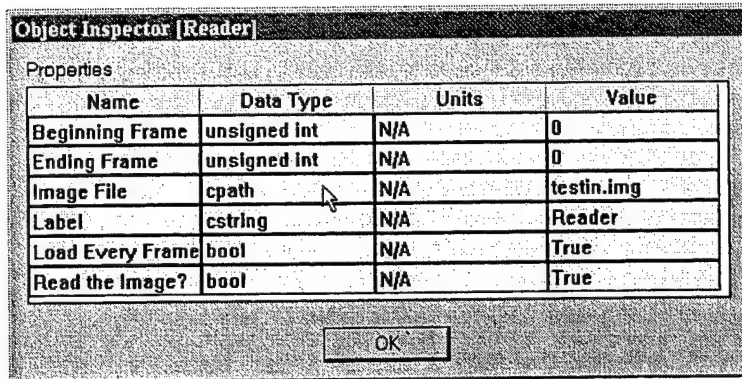 Object Inspector [Reader]
Properties
Name Data Type Units Value
Beginning Frame unsigned int N/A 0
Ending Frame unsigned int N/A 0
Image File cpath N/A testin.img
Label cstring N/A Reader
Load Every Frame bool N/A True
Read the Image? bool N/A True
OK